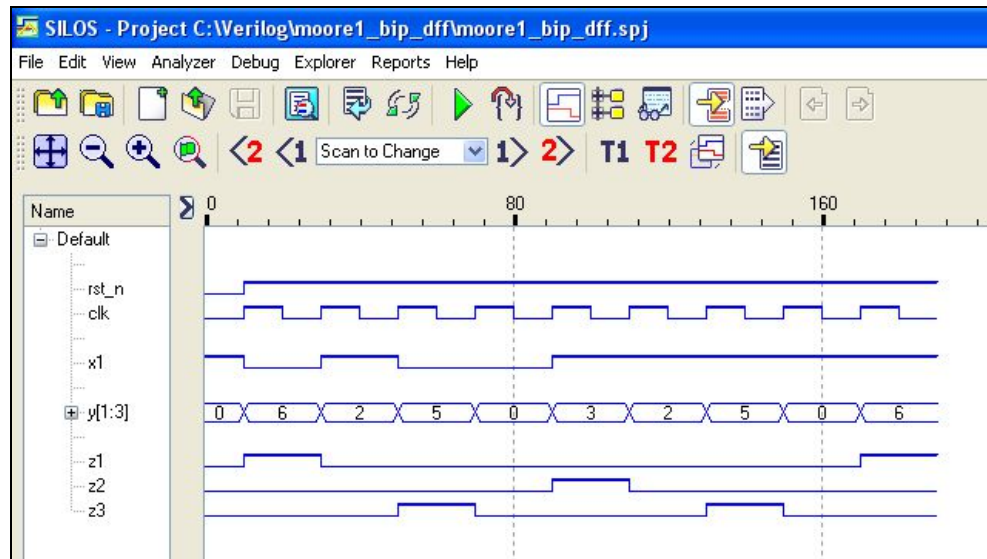 SILOS - Project C:\Verilog\moore1_bip_dff\moore1_bip_dff.spj
File Edit View Analyzer Debug Explorer Reports Help
<2 <1 Scan to Change 1> 2> T1 T2
Name Σ 0 80 160
Default
rst_n
clk
x1
y[1:3] 0 6 2 5 0 3 2 5 0 6
z1
z2
z3